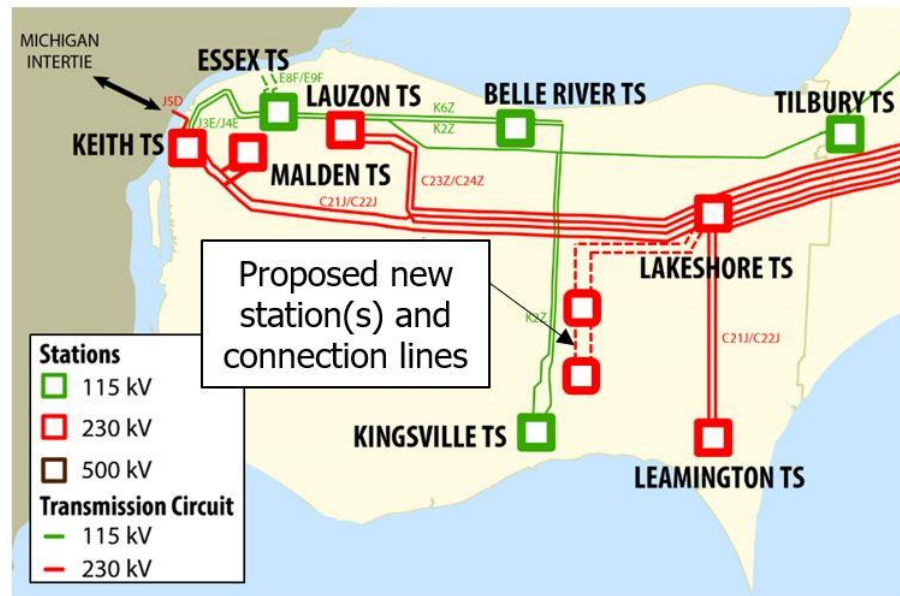 MICHIGAN
INTERTIE
ESSEX TS
E8F/E9F
LAUZON TS
BELLE RIVER TS
TILBURY TS
J5D
J3E/J4E
K6Z
K2Z
KEITH TS
MALDEN TS
C23Z/C24Z
C21J/C22J
LAKESHORE TS
Proposed new
station(s) and
connection lines
K2Z
C21J/C22J
KINGSVILLE TS
LEAMINGTON TS
Stations
115 kV
230 kV
500 kV
Transmission Circuit
115 kV
230 kV